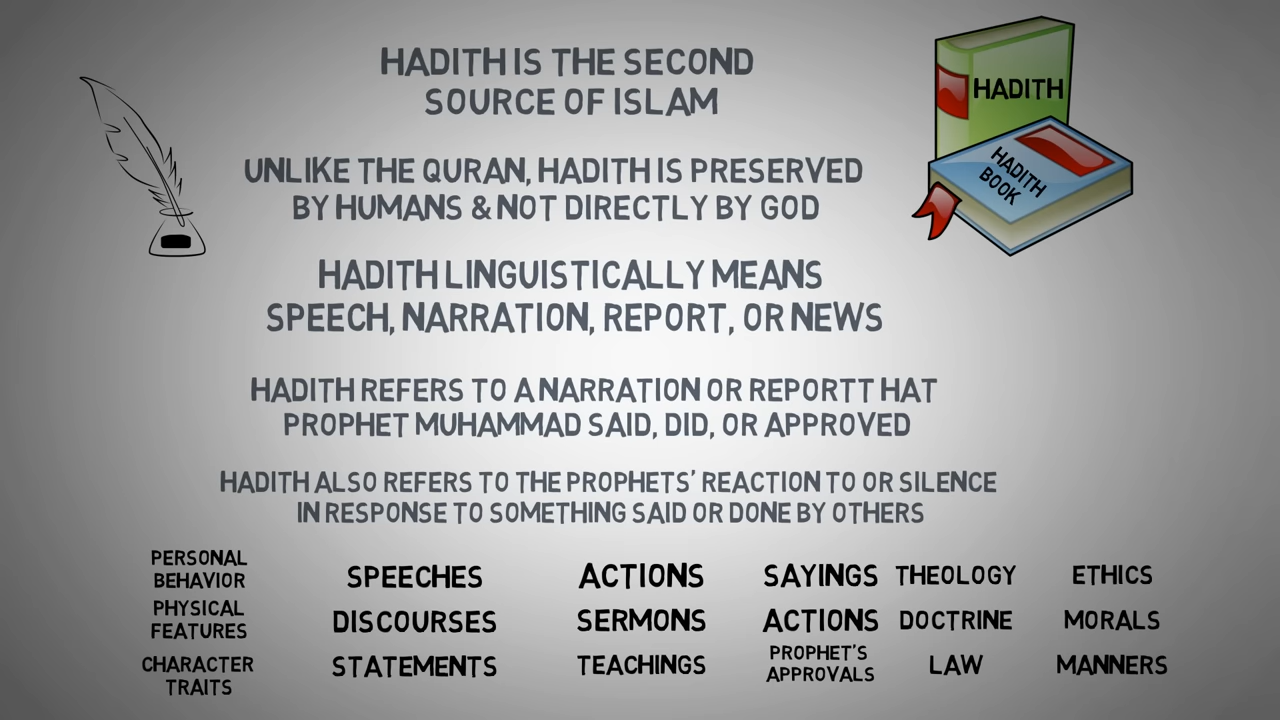 HADITH IS THE SECOND
SOURCE OF ISLAM
HADITH
UNLIKE THE QURAN, HADITH IS PRESERVED
BY HUMANS & NOT DIRECTLY BY GOD
HADITH
BOOK
HADITH LINGUISTICALLY MEANS
SPEECH, NARRATION, REPORT, OR NEWS
HADITH REFERS TO A NARRATION OR REPORTT HAT
PROPHET MUHAMMAD SAID, DID, OR APPROVED
HADITH ALSO REFERS TO THE PROPHETS' REACTION TO OR SILENCE
IN RESPONSE TO SOMETHING SAID OR DONE BY OTHERS
PERSONAL
BEHAVIOR
PHYSICAL
FEATURES
CHARACTER
TRAITS
SPEECHES
DISCOURSES
STATEMENTS
ACTIONS
SERMONS
TEACHINGS
SAYINGS
ACTIONS
PROPHET'S
APPROVALS
THEOLOGY
DOCTRINE
LAW
ETHICS
MORALS
MANNERS